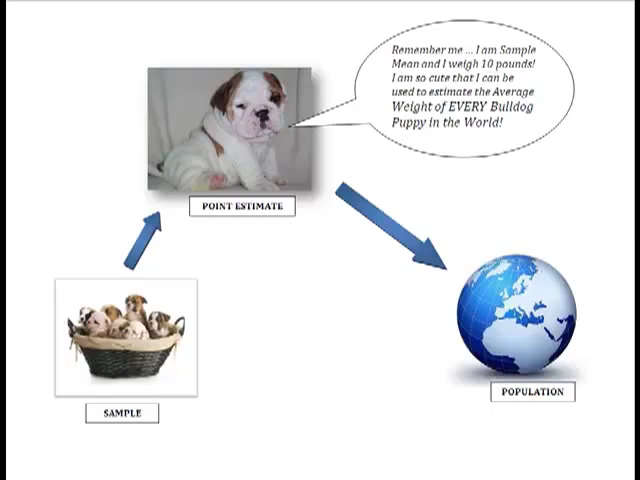 Remember me ... I am Sample
Mean and I weigh 10 pounds!
I am so cute that I can be
used to estimate the Average
Weight of EVERY Bulldog
Puppy in the World!
POINT ESTIMATE
SAMPLE
POPULATION